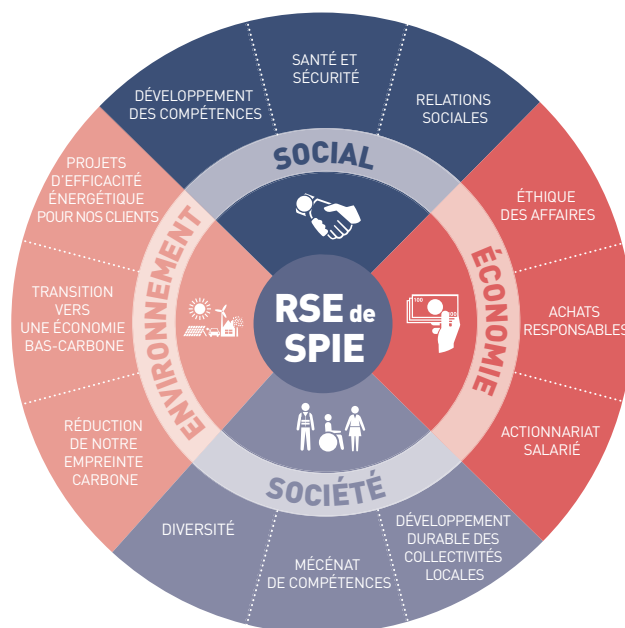 SANTÉ ET
SÉCURITÉ
DÉVELOPPEMENT
DES COMPÉTENCES
RELATIONS
SOCIALES
SOCIAL
PROJETS
D'EFFICACITÉ
ÉNERGÉTIQUE
POUR NOS CLIENTS
TRANSITION
VERS
UNE ÉCONOMIE
BAS-CARBONE
RÉDUCTION
DE NOTRE
EMPREINTE
CARBONE
ENVIRONNEMENT
RSE de
SPIE
100
ÉCONOMIE
ÉTHIQUE
DES AFFAIRES
ACHATS
RESPONSABLES
ACTIONNARIAT
SALARIÉ
SOCIÉTÉ
DIVERSITÉ
MÉCÉNAT
DE COMPÉTENCES
DÉVELOPPEMENT
DURABLE DES
COLLECTIVITÉS
LOCALES